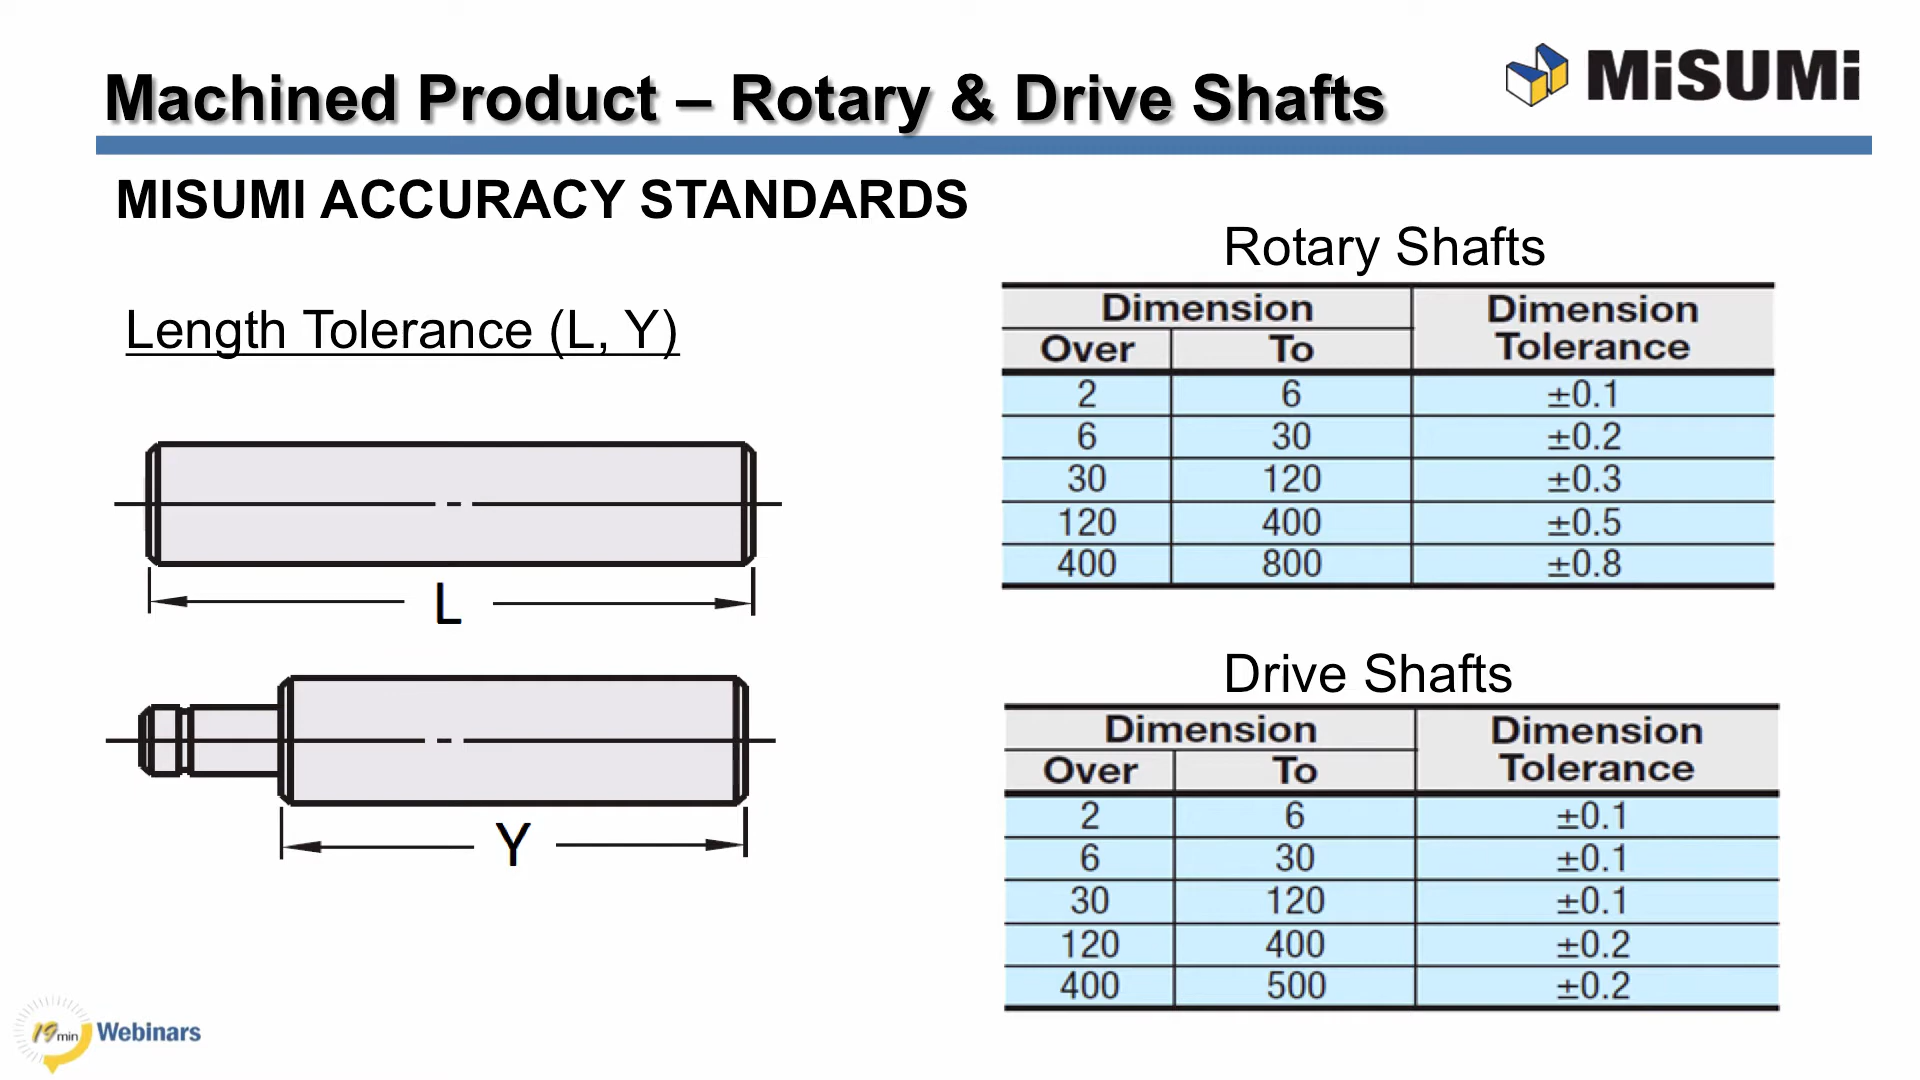 Machined Product – Rotary & Drive Shafts
MiSUMi
MISUMI ACCURACY STANDARDS
Length Tolerance (L, Y)
L
Y
Rotary Shafts
Dimension Dimension Tolerance
Over To
2 6 ±0.1
6 30 ±0.2
30 120 ±0.3
120 400 ±0.5
400 800 ±0.8
Drive Shafts
Dimension Dimension Tolerance
Over To
2 6 ±0.1
6 30 ±0.1
30 120 ±0.1
120 400 ±0.2
400 500 ±0.2
19min Webinars